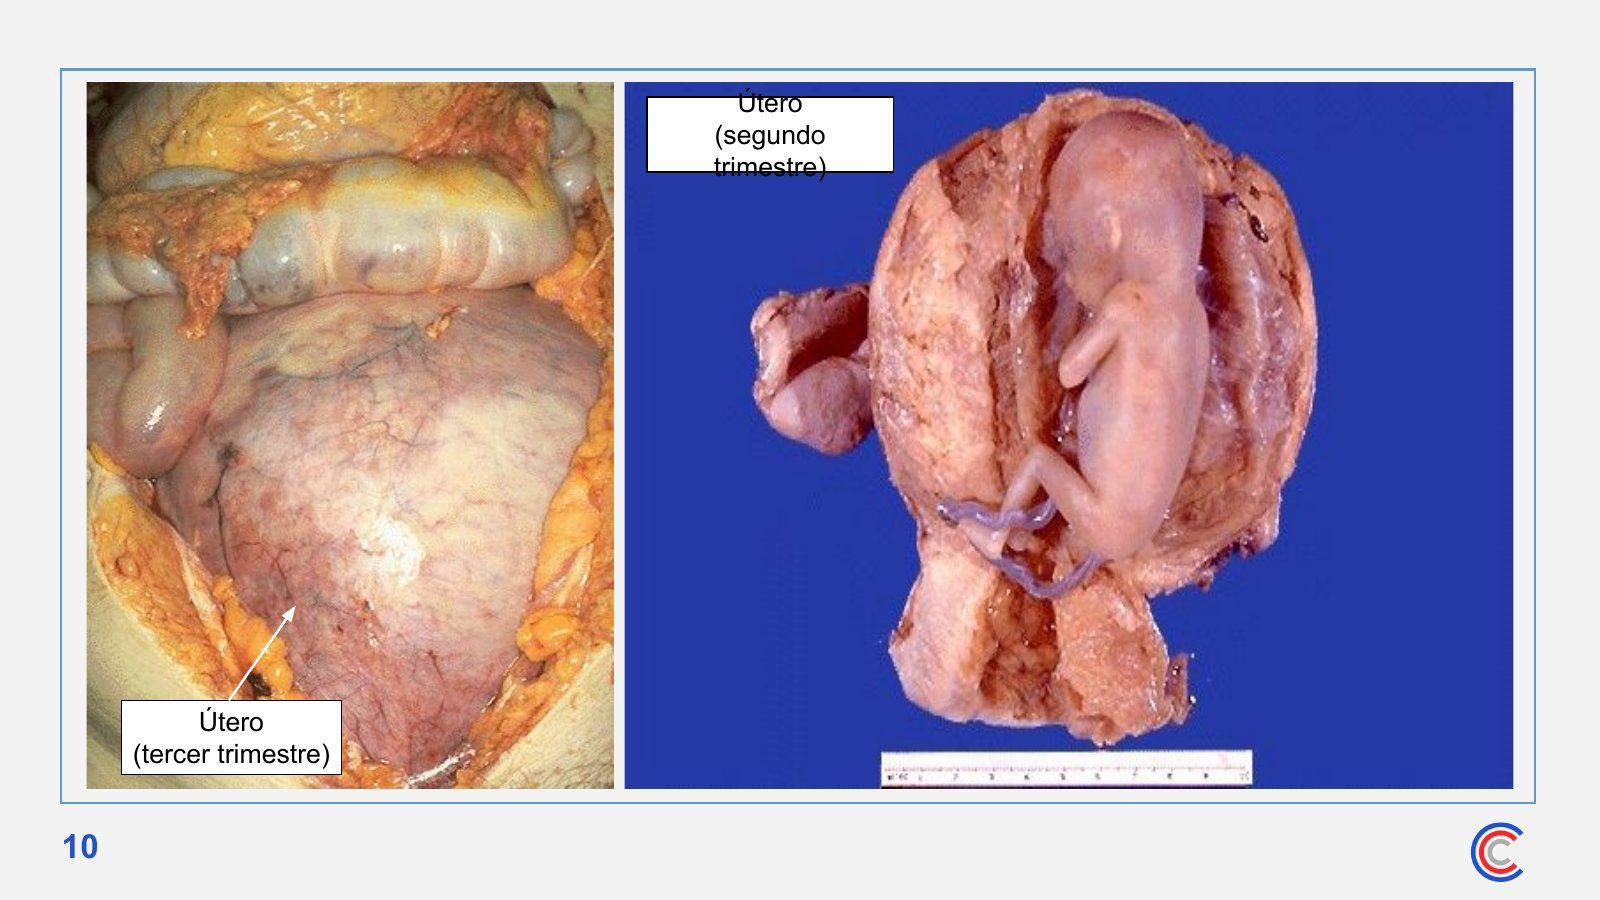 Útero
(segundo
trimestre)
Útero
(tercer trimestre)
10